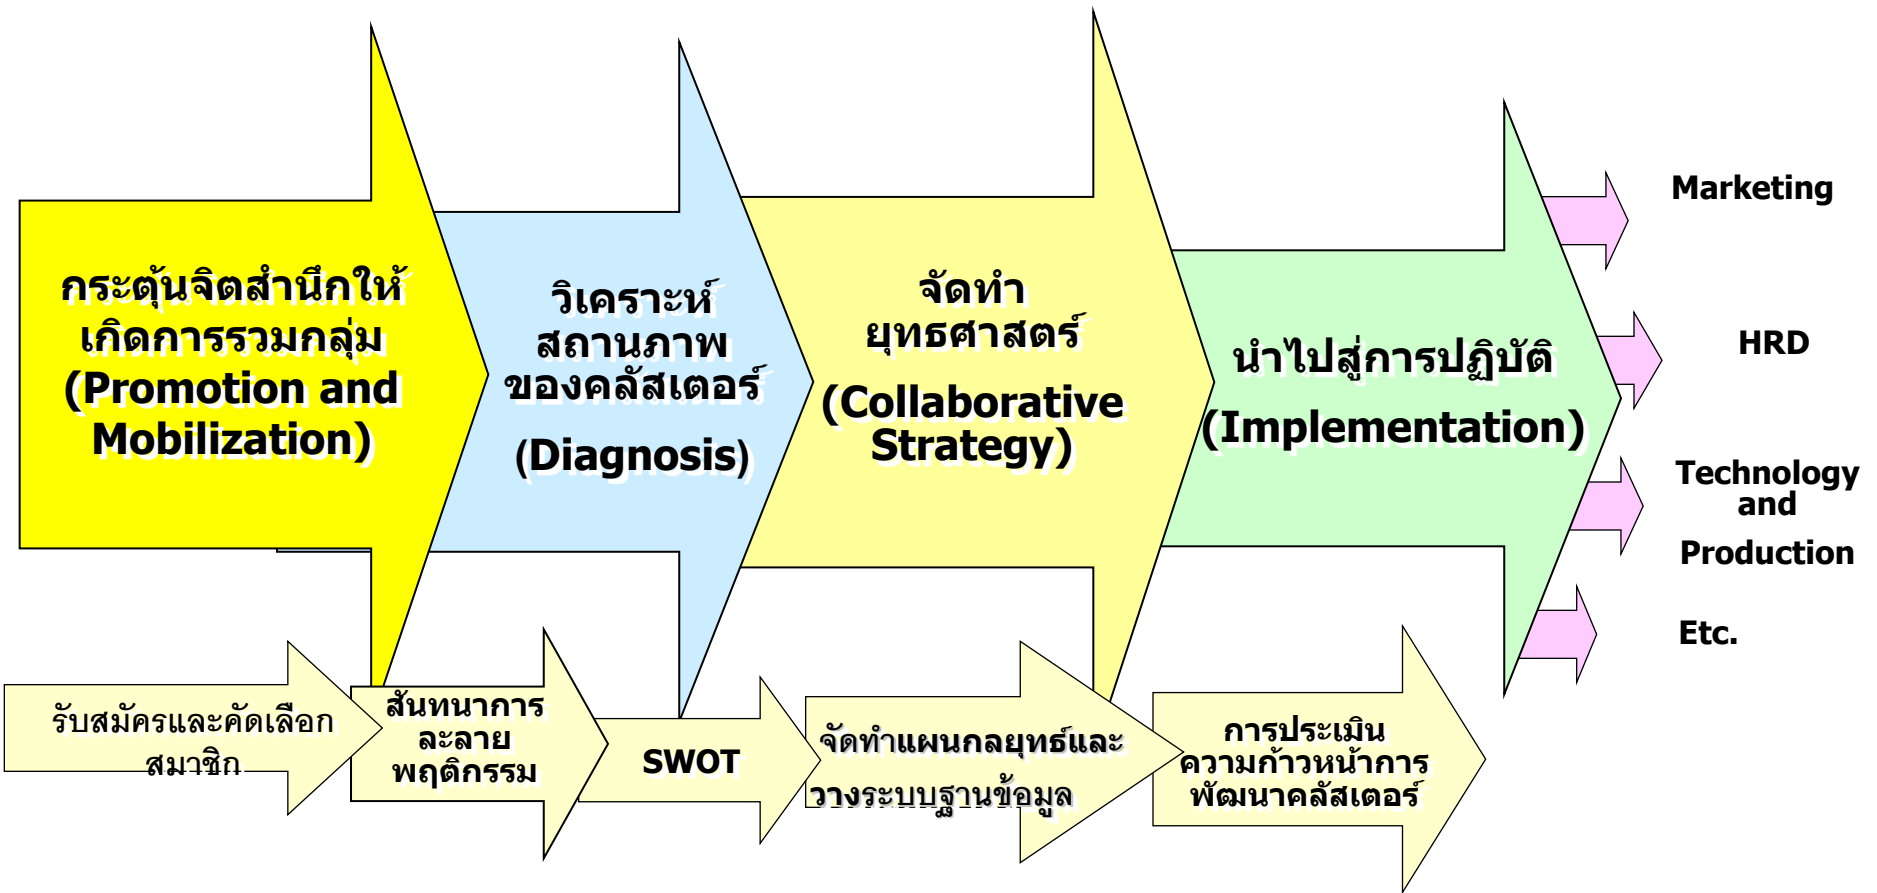 กระตุ้นจิตสำนึกให้
เกิดการรวมกลุ่ม
(Promotion and
Mobilization)
วิเคราะห์
สถานภาพ
ของคลัสเตอร์
(Diagnosis)
จัดทำ
ยุทธศาสตร์
(Collaborative
Strategy)
นำไปสู่การปฏิบัติ
(Implementation)
Marketing
HRD
Technology
and
Production
Etc.
รับสมัครและคัดเลือก
สมาชิก
สันทนาการ
ละลาย
พฤติกรรม
SWOT
จัดทำแผนกลยุทธ์และ
วางระบบฐานข้อมูล
การประเมิน
ความก้าวหน้าการ
พัฒนาคลัสเตอร์